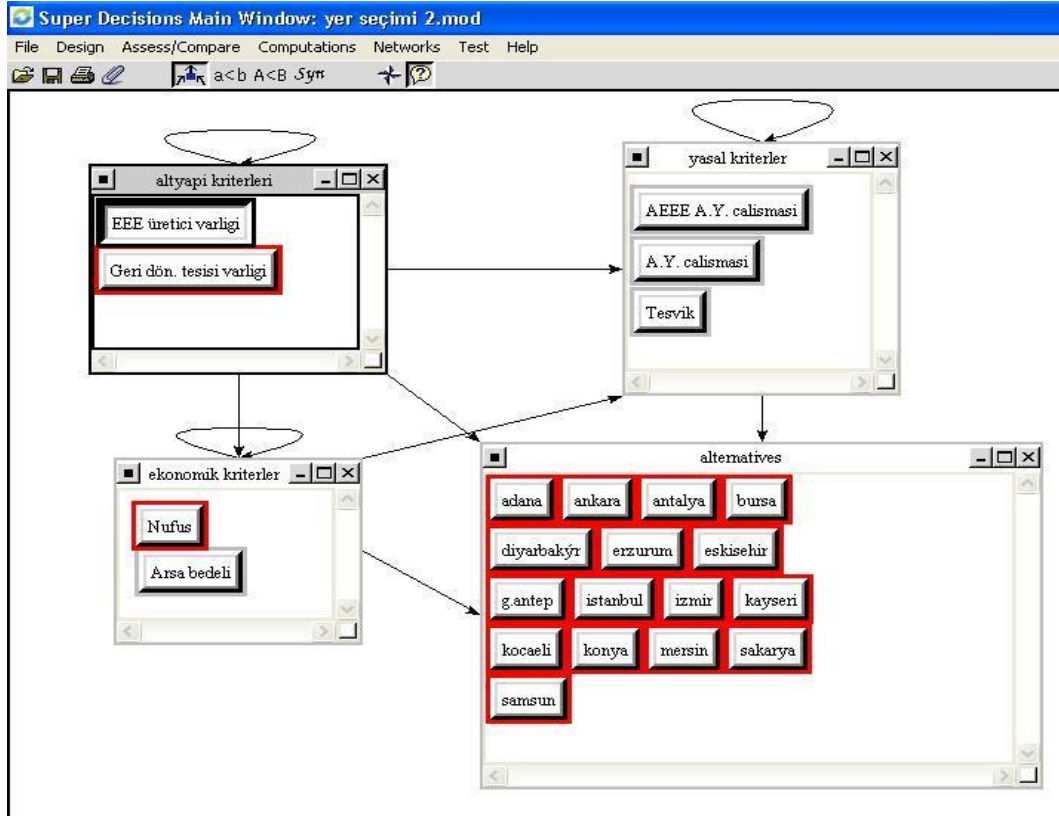 Super Decisions Main Window: yer seçimi 2.mod
File Design Assess/Compare Computations Networks Test Help
a<b A<B Syn
altyapi kriterleri
EEE üretici varligi
Geri dön. tesisi varligi
yasal kriterler
AEEE A.Y. calismasi
A.Y. calismasi
Tesvik
ekonomik kriterler
Nufus
Arsa bedeli
alternatives
adana ankara antalya bursa
diyarbakýr erzurum eskisehir
g.antep istanbul izmir kayseri
kocaeli konya mersin sakarya
samsun